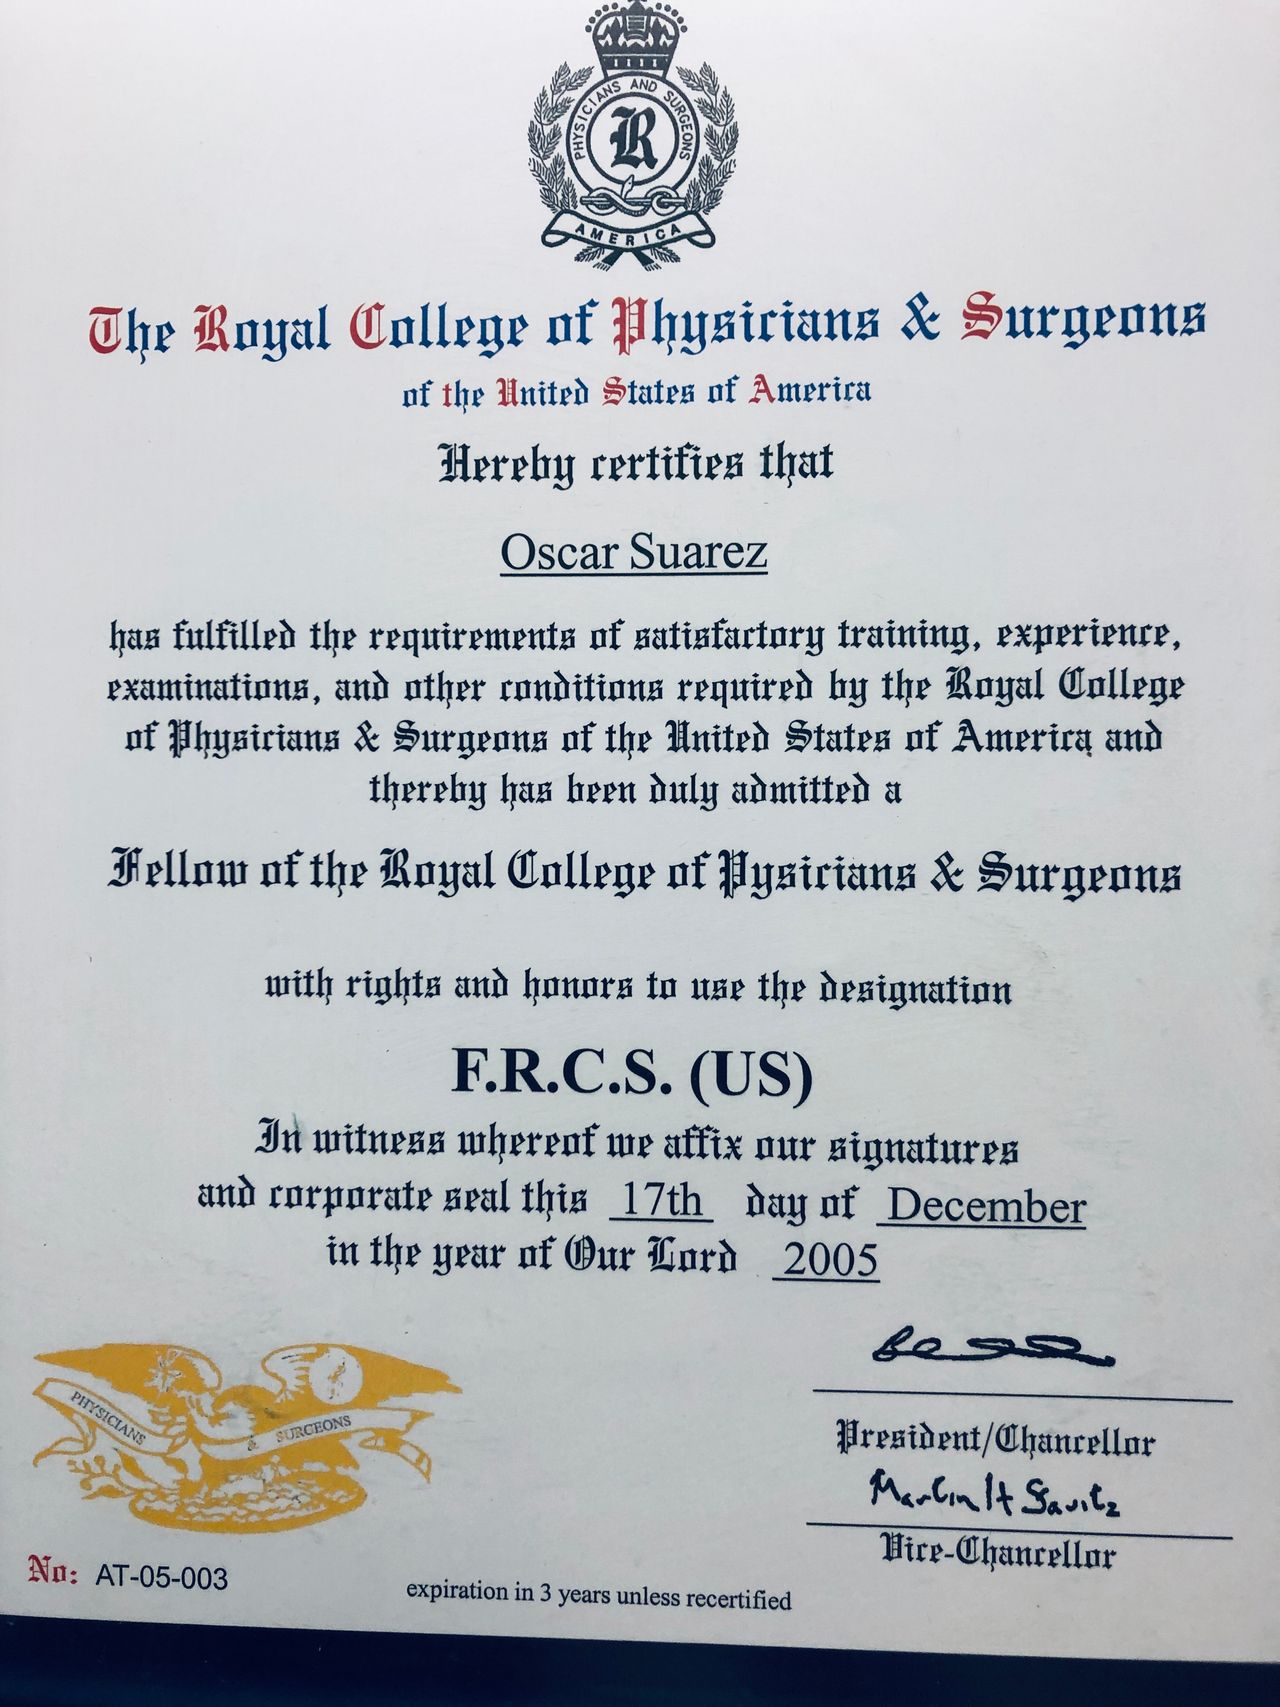 PHYSICIANS AND SURGEONS
R
AMERICA
The Royal College of Physicians & Surgeons
of the United States of America
Hereby certifies that
Oscar Suarez
has fulfilled the requirements of satisfactory training, experience,
examinations, and other conditions required by the Royal College
of Physicians & Surgeons of the United States of America and
thereby has been duly admitted a
Fellow of the Royal College of Pysicians & Surgeons
with rights and honors to use the designation
F.R.C.S. (US)
In witness whereof we affix our signatures
and corporate seal this 17th day of December
in the year of Our Lord 2005
PHYSICIANS & SURGEONS
President/Chancellor
Martin H Savitz
Vice-Chancellor
No: AT-05-003
expiration in 3 years unless recertified